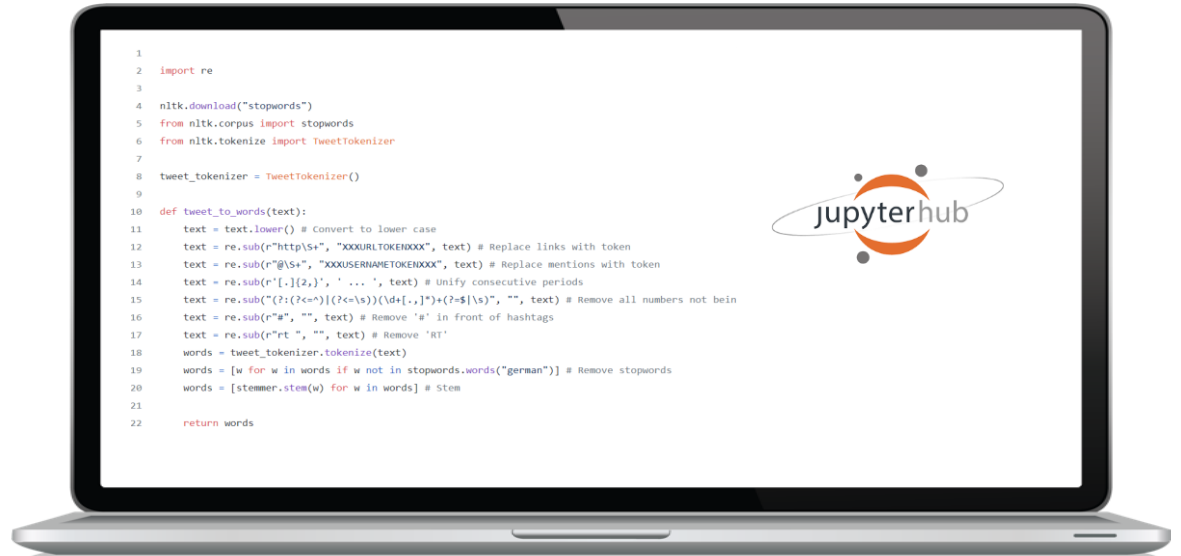 1
2 import re
3
4 nltk.download("stopwords")
5 from nltk.corpus import stopwords
6 from nltk.tokenize import TweetTokenizer
7
8 tweet_tokenizer = TweetTokenizer()
9
10 def tweet_to_words(text):
11 text = text.lower() # Convert to lower case
12 text = re.sub(r"http\S+", "XXXURLTOKENXXX", text) # Replace links with token
13 text = re.sub(r"@\S+", "XXXUSERNAMETOKENXXX", text) # Replace mentions with token
14 text = re.sub(r'[.]{2,}', ' ... ', text) # Unify consecutive periods
15 text = re.sub("(?:(?<=^)|(?<=\s))(\d+[.,]*)+(?=$|\s)", "", text) # Remove all numbers not bein
16 text = re.sub(r"#", "", text) # Remove '#' in front of hashtags
17 text = re.sub(r"rt ", "", text) # Remove 'RT'
18 words = tweet_tokenizer.tokenize(text)
19 words = [w for w in words if w not in stopwords.words("german")] # Remove stopwords
20 words = [stemmer.stem(w) for w in words] # Stem
21
22 return words
jupyterhub